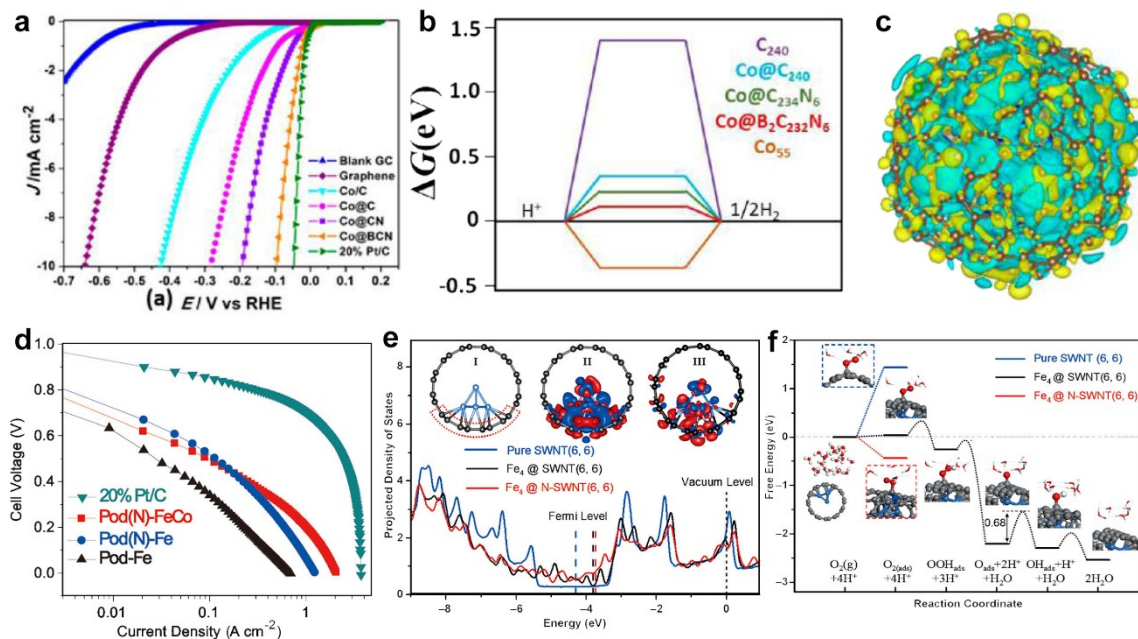 a
J /mA cm-2
0
-2
-4
-6
-8
-10
Blank GC
Graphene
Co/C
Co@C
Co@CN
Co@BCN
20% Pt/C
-0.7 -0.6 -0.5 -0.4 -0.3 -0.2 -0.1 0.0 0.1 0.2
(a) E / V vs RHE
b
ΔG(eV)
1.5
1.0
0.5
0
-0.5
C240
Co@C240
Co@C234N6
Co@B2C232N6
Co55
H+
1/2H2
c
d
Cell Voltage (V)
1.0
0.8
0.6
0.4
0.2
0.0
20% Pt/C
Pod(N)-FeCo
Pod(N)-Fe
Pod-Fe
0.01 0.1 1
Current Density (A cm-2)
e
Projected Density of States
8
6
4
2
0
I II III
Pure SWNT(6, 6)
Fe4 @ SWNT(6, 6)
Fe4 @ N-SWNT(6, 6)
Vacuum Level
Fermi Level
−8 −6 −4 −2 0
(eV)
f
Free Energy (eV)
2
1
0
−1
−2
−3
Pure SWNT (6, 6)
Fe4 @ SWNT(6, 6)
Fe4 @ N-SWNT(6, 6)
0.68
O2(g) O2(ads) OOHads Oads+2H+ OHads+H+ 2H2O
+4H+ +4H+ +3H+ +H2O +H2O
Reaction Coordinate